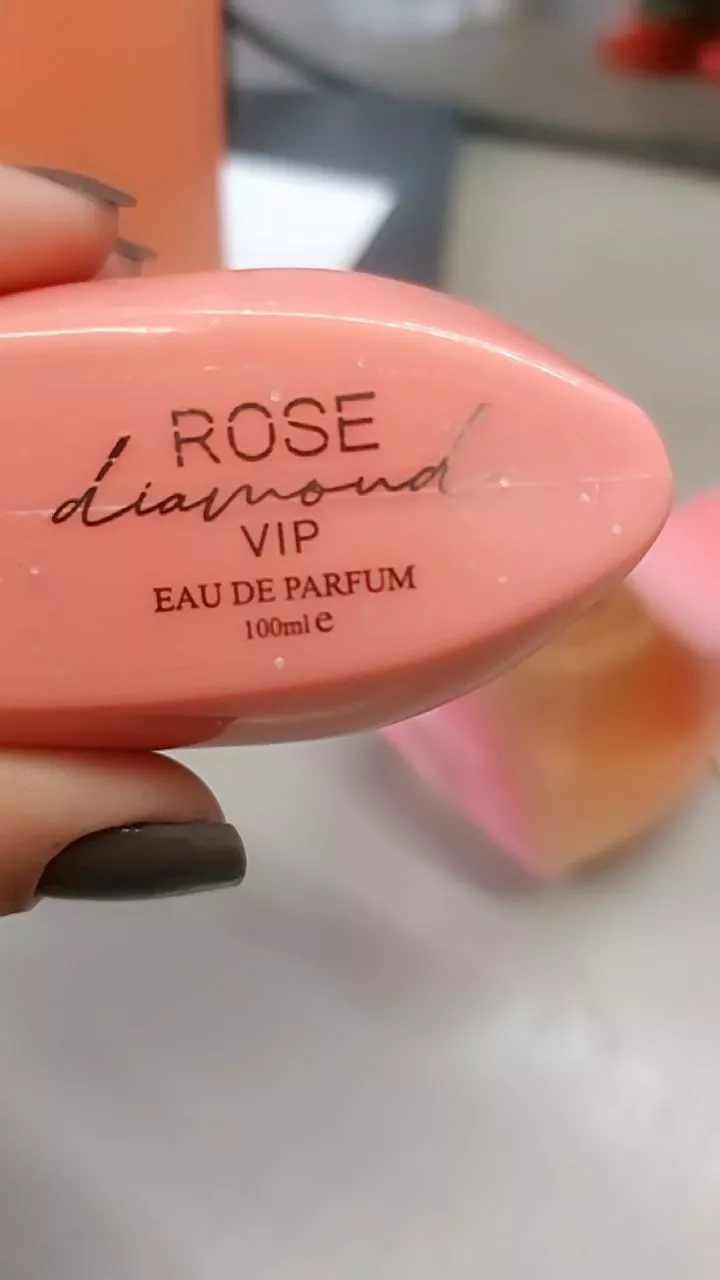 ROSE
diamond
VIP
EAU DE PARFUM
100ml e